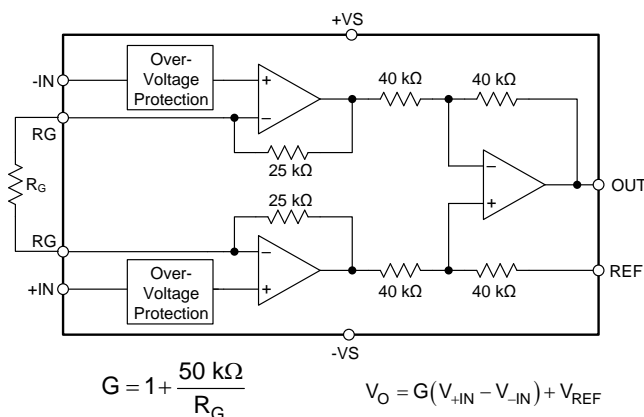 +VS
-IN
Over-
Voltage
Protection
40 kΩ
40 kΩ
+
−
RG
25 kΩ
R_G
−
+
OUT
25 kΩ
RG
−
+
+IN
Over-
Voltage
Protection
40 kΩ
40 kΩ
REF
-VS
G = 1 + 50 kΩ / R_G
V_O = G(V_+IN − V_−IN) + V_REF